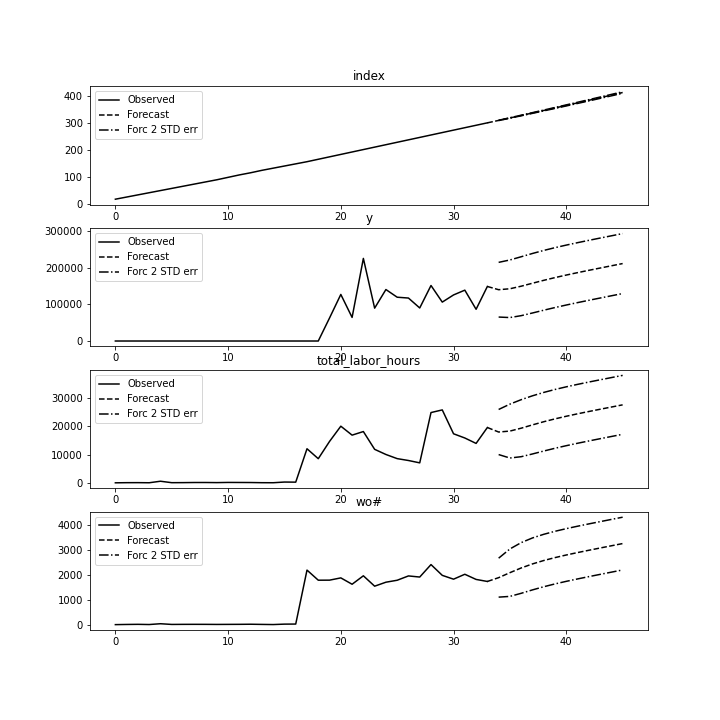 index
400
300
200
100
0
Observed
Forecast
Forc 2 STD err
0 10 20 30 40
y
300000
200000
100000
0
Observed
Forecast
Forc 2 STD err
0 10 20 30 40
total_labor_hours
30000
20000
10000
0
Observed
Forecast
Forc 2 STD err
0 10 20 30 40
wo#
4000
3000
2000
1000
0
Observed
Forecast
Forc 2 STD err
0 10 20 30 40